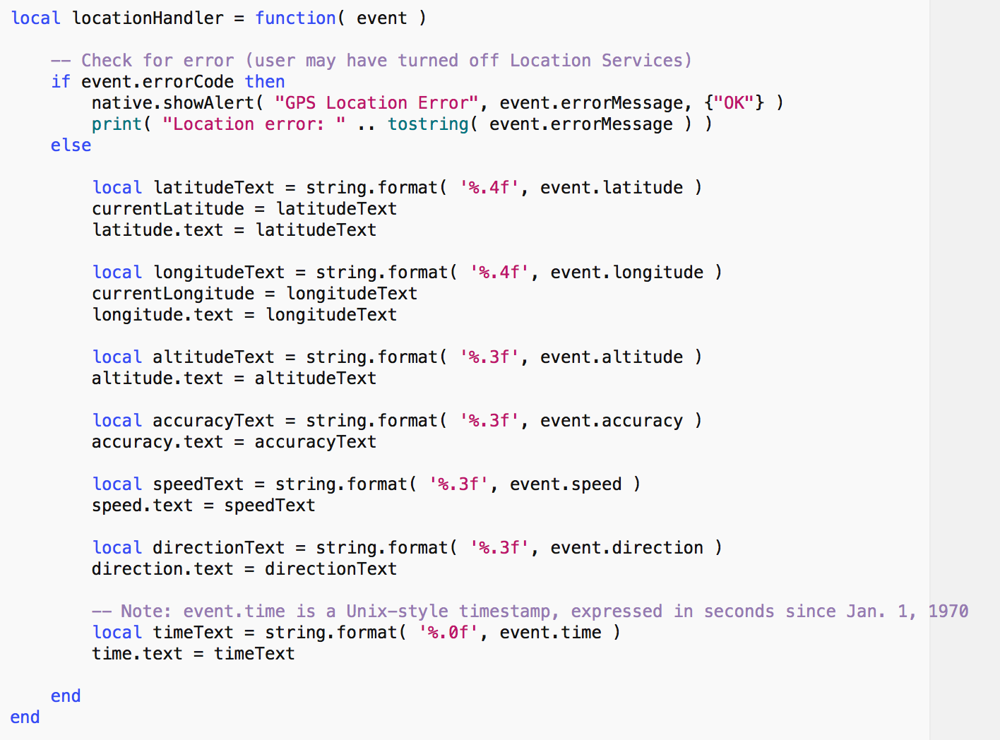 local locationHandler = function( event )

    -- Check for error (user may have turned off Location Services)
    if event.errorCode then
        native.showAlert( "GPS Location Error", event.errorMessage, {"OK"} )
        print( "Location error: " .. tostring( event.errorMessage ) )
    else

        local latitudeText = string.format( '%.4f', event.latitude )
        currentLatitude = latitudeText
        latitude.text = latitudeText

        local longitudeText = string.format( '%.4f', event.longitude )
        currentLongitude = longitudeText
        longitude.text = longitudeText

        local altitudeText = string.format( '%.3f', event.altitude )
        altitude.text = altitudeText

        local accuracyText = string.format( '%.3f', event.accuracy )
        accuracy.text = accuracyText

        local speedText = string.format( '%.3f', event.speed )
        speed.text = speedText

        local directionText = string.format( '%.3f', event.direction )
        direction.text = directionText

        -- Note: event.time is a Unix-style timestamp, expressed in seconds since Jan. 1, 1970
        local timeText = string.format( '%.0f', event.time )
        time.text = timeText

    end
end